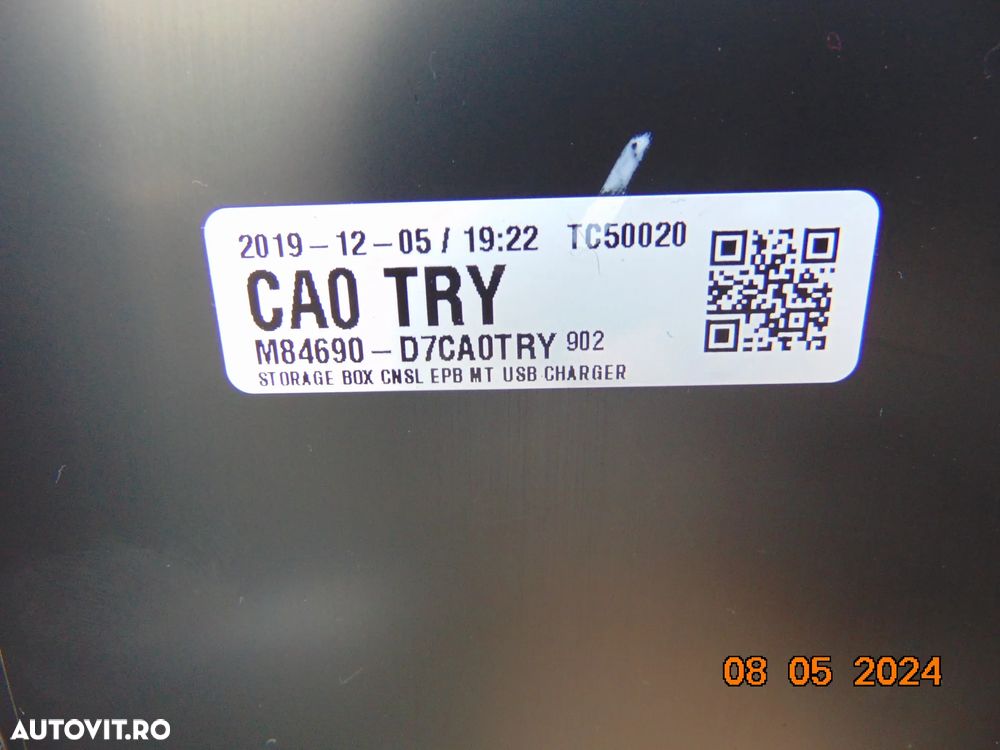 2019-12-05 / 19:22 TC50020
CA0 TRY
M84690-D7CA0TRY 902
STORAGE BOX CNSL EPB MT USB CHARGER
08 05 2024
AUTOVIT.RO